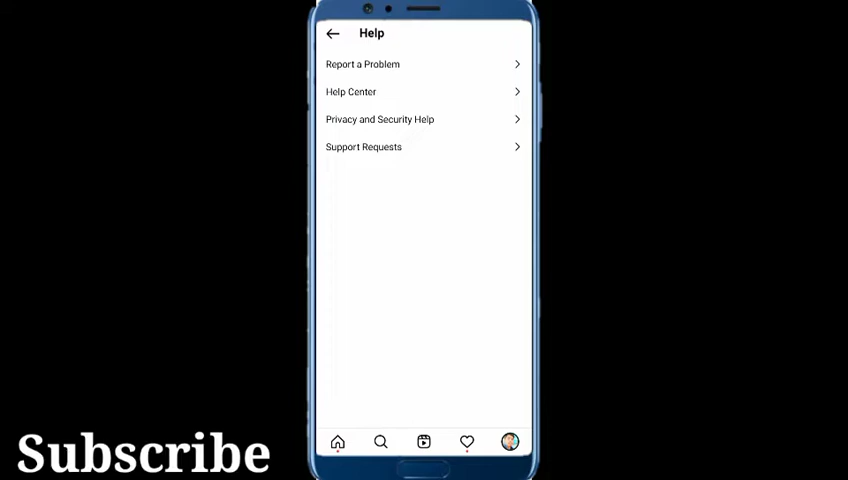 Help
Report a Problem
Help Center
Privacy and Security Help
Support Requests
Subscribe